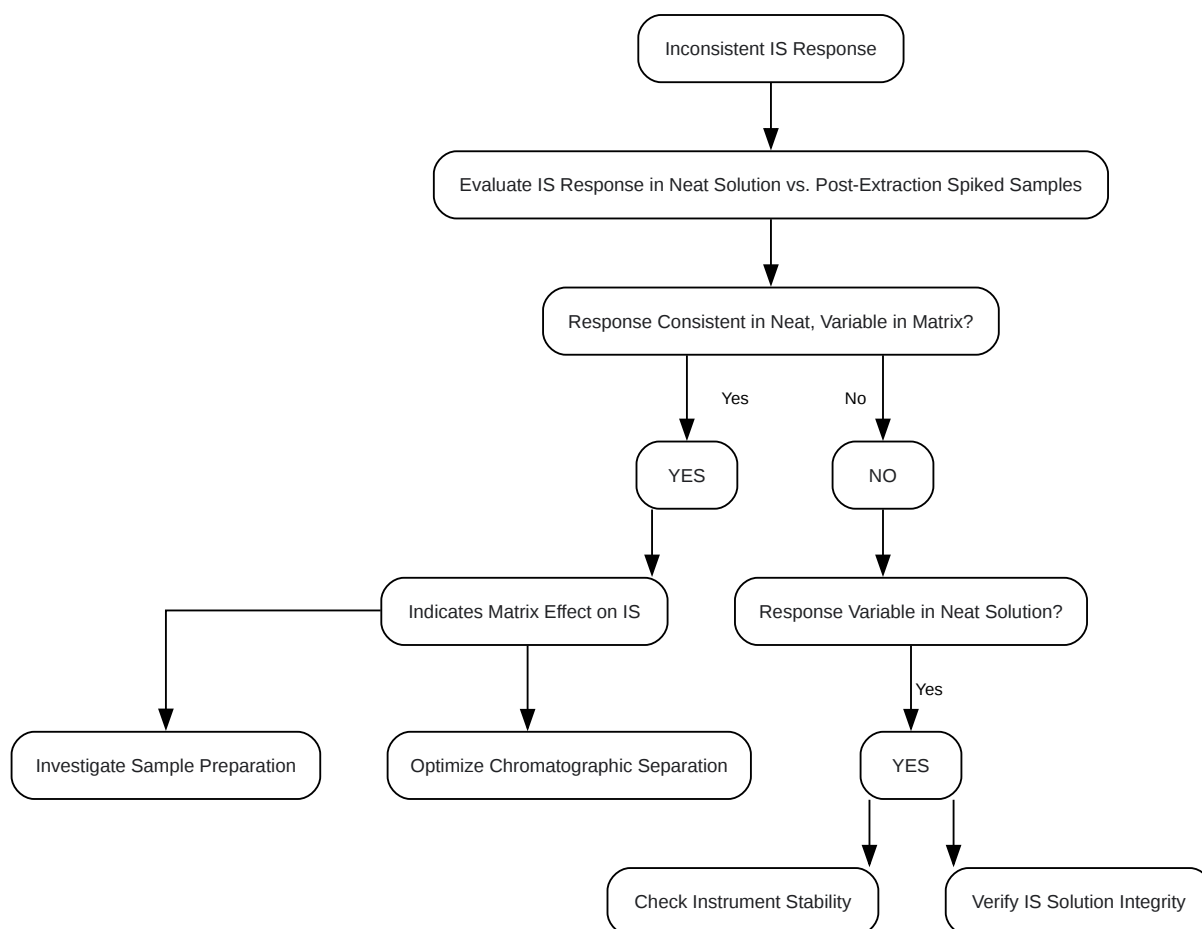 Inconsistent IS Response
Evaluate IS Response in Neat Solution vs. Post-Extraction Spiked Samples
Response Consistent in Neat, Variable in Matrix?
Yes
No
YES
NO
Indicates Matrix Effect on IS
Response Variable in Neat Solution?
Yes
Investigate Sample Preparation
Optimize Chromatographic Separation
YES
Check Instrument Stability
Verify IS Solution Integrity